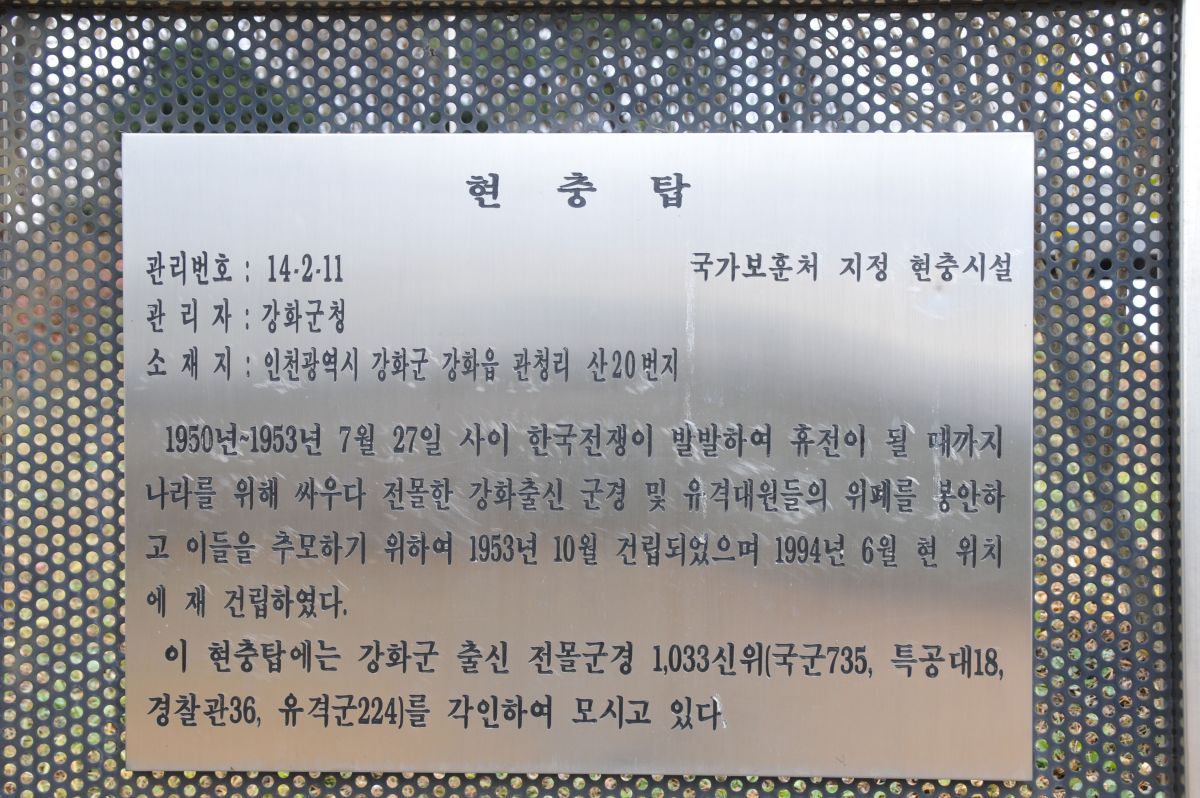 현 충 탑
관리번호 : 14·2·11 국가보훈처 지정 현충시설
관 리 자 : 강화군청
소 재 지 : 인천광역시 강화군 강화읍 관청리 산20번지
1950년~1953년 7월 27일 사이 한국전쟁이 발발하여 휴전이 될 때까지
나라를 위해 싸우다 전몰한 강화출신 군경 및 유격대원들의 위패를 봉안하
고 이들을 추모하기 위하여 1953년 10월 건립되었으며 1994년 6월 현 위치
에 재 건립하였다.
이 현충탑에는 강화군 출신 전몰군경 1,033신위(국군735, 특공대18,
경찰관36, 유격군224)를 각인하여 모시고 있다.